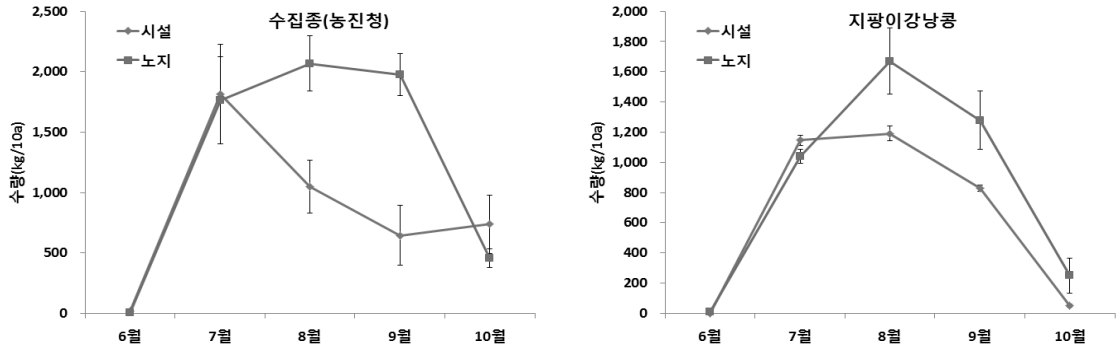 수집종(농진청)
시설
노지
2,500
2,000
1,500
1,000
500
0
수량(kg/10a)
6월 7월 8월 9월 10월
지팡이강낭콩
시설
노지
2,000
1,800
1,600
1,400
1,200
1,000
800
600
400
200
0
수량(kg/10a)
6월 7월 8월 9월 10월